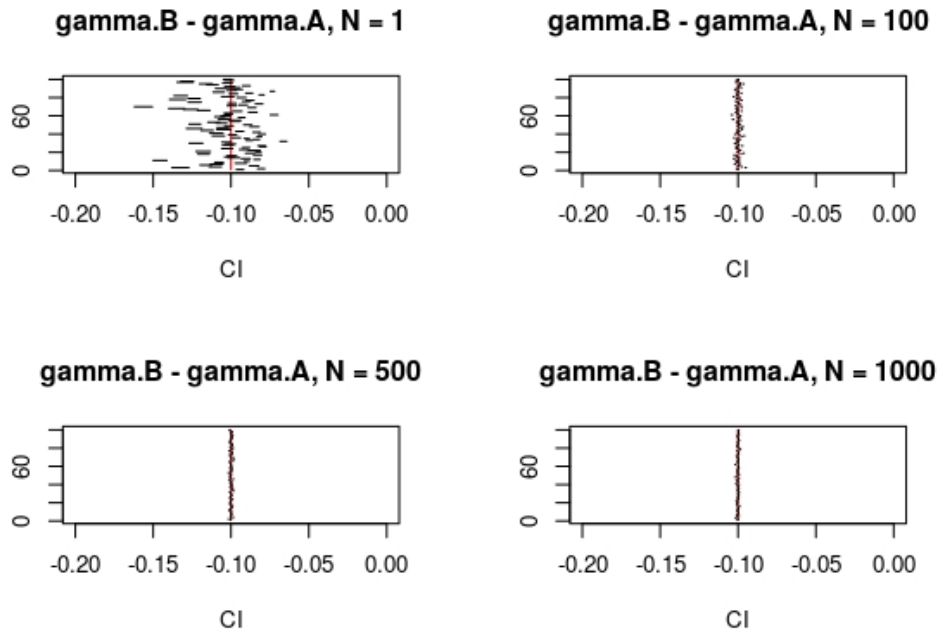 gamma.B - gamma.A, N = 1
60
0
-0.20 -0.15 -0.10 -0.05 0.00
CI
gamma.B - gamma.A, N = 100
60
0
-0.20 -0.15 -0.10 -0.05 0.00
CI
gamma.B - gamma.A, N = 500
60
0
-0.20 -0.15 -0.10 -0.05 0.00
CI
gamma.B - gamma.A, N = 1000
60
0
-0.20 -0.15 -0.10 -0.05 0.00
CI